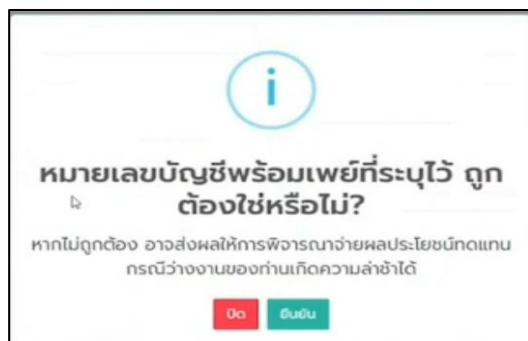 หมายเลขบัญชีพร้อมเพย์ที่ระบุไว้ ถูก
ต้องใช่หรือไม่?
หากไม่ถูกต้อง อาจส่งผลให้การพิจารณาจ่ายผลประโยชน์ทดแทน
กรณีว่างงานของท่านเกิดความล่าช้าได้
ปิด ยืนยัน